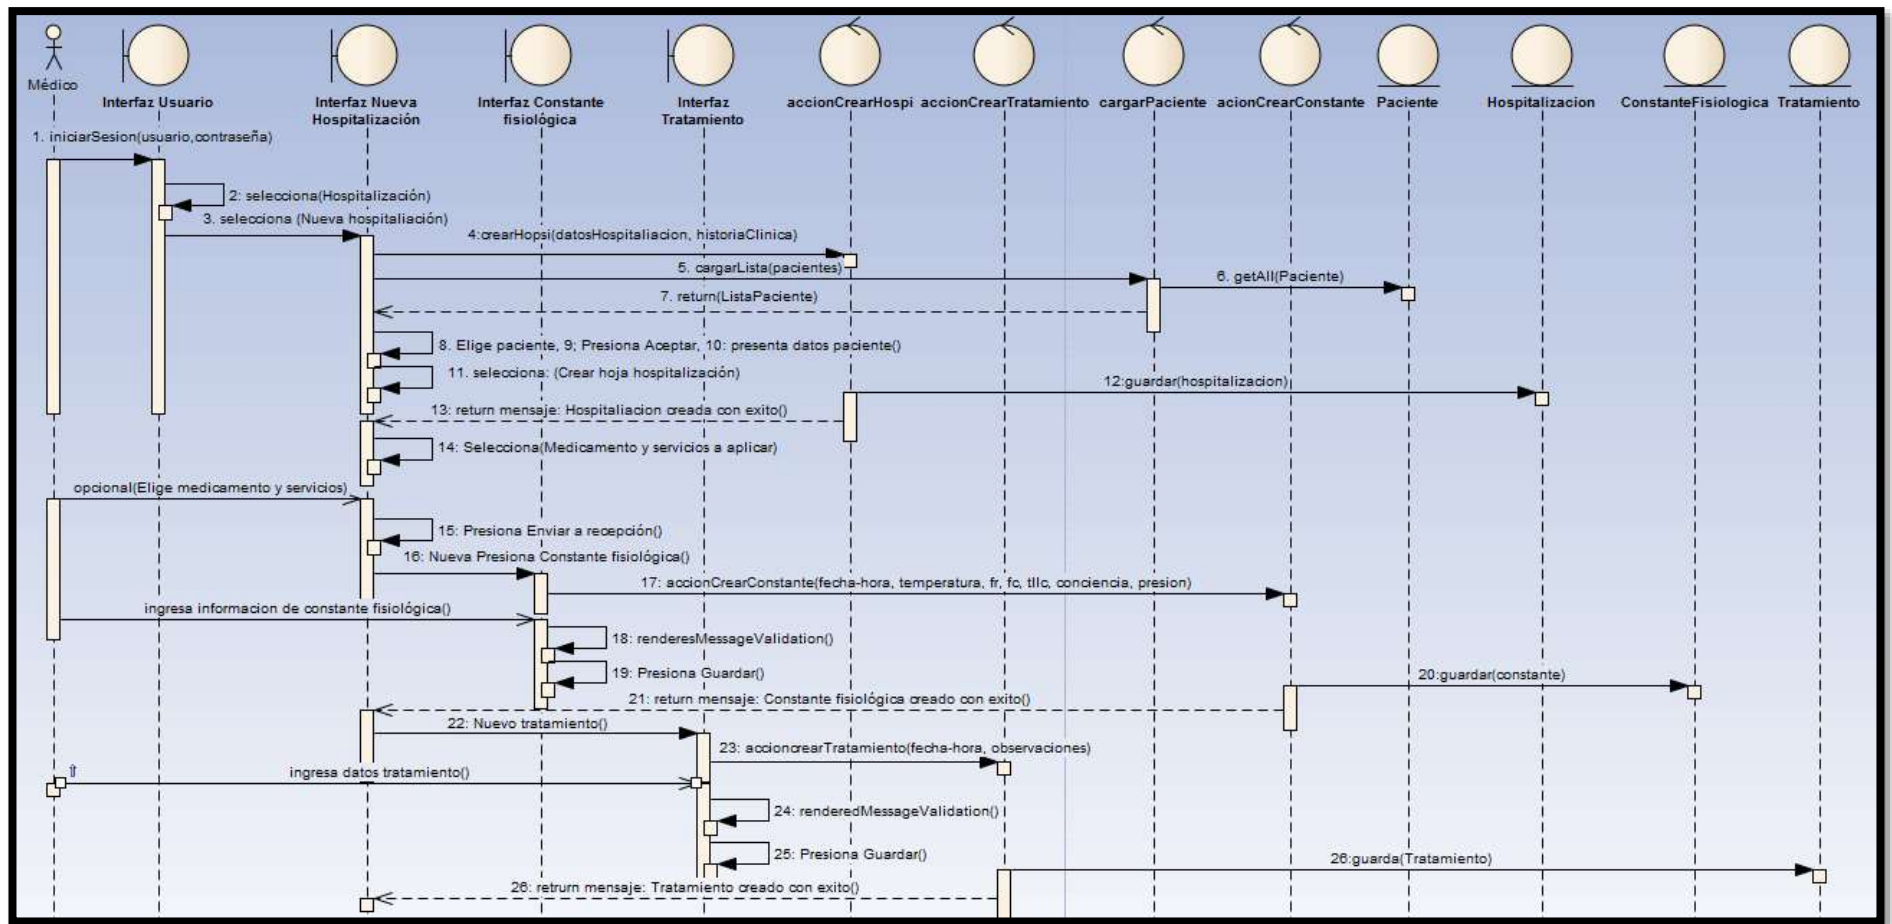 Médico
Interfaz Usuario
Interfaz Nueva
Hospitalización
Interfaz Constante
fisiológica
Interfaz
Tratamiento
accionCrearHospi
accionCrearTratamiento
cargarPaciente
acionCrearConstante
Paciente
Hospitalizacion
ConstanteFisiologica
Tratamiento
1. iniciarSesion(usuario,contraseña)
2: selecciona(Hospitalización)
3. selecciona (Nueva hospitaliación)
4:crearHopsi(datosHospitaliacion, historiaClinica)
5. cargarLista(pacientes)
6. getAll(Paciente)
7. return(ListaPaciente)
8. Elige paciente, 9; Presiona Aceptar, 10: presenta datos paciente()
11. selecciona: (Crear hoja hospitalización)
12:guardar(hospitalizacion)
13: return mensaje: Hospitaliacion creada con exito()
14: Selecciona(Medicamento y servicios a aplicar)
opcional(Elige medicamento y servicios)
15: Presiona Enviar a recepción()
16: Nueva Presiona Constante fisiológica()
17: accionCrearConstante(fecha-hora, temperatura, fr, fc, tllc, conciencia, presion)
ingresa informacion de constante fisiológica()
18: renderesMessageValidation()
19: Presiona Guardar()
20:guardar(constante)
21: return mensaje: Constante fisiológica creado con exito()
22: Nuevo tratamiento()
23: accioncrearTratamiento(fecha-hora, observaciones)
ingresa datos tratamiento()
24: renderedMessageValidation()
25: Presiona Guardar()
26:guarda(Tratamiento)
26: retrurn mensaje: Tratamiento creado con exito()